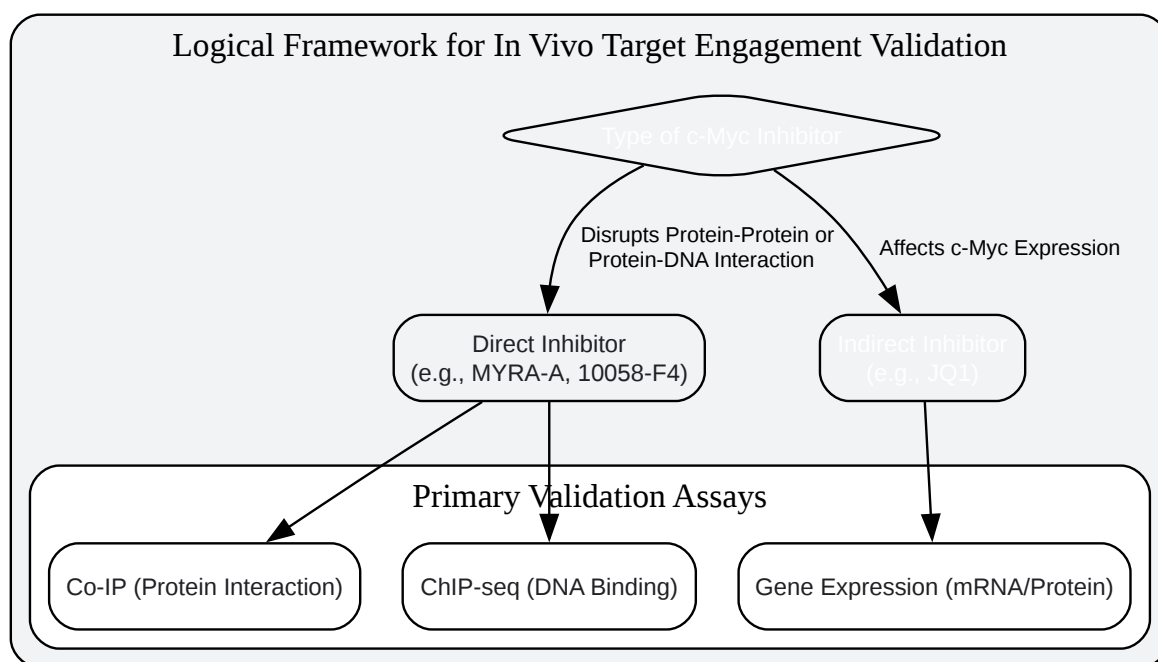 Logical Framework for In Vivo Target Engagement Validation
Type of c-Myc Inhibitor
Disrupts Protein-Protein or
Protein-DNA Interaction
Affects c-Myc Expression
Direct Inhibitor
(e.g., MYRA-A, 10058-F4)
Indirect Inhibitor
(e.g., JQ1)
Primary Validation Assays
Co-IP (Protein Interaction)
ChIP-seq (DNA Binding)
Gene Expression (mRNA/Protein)